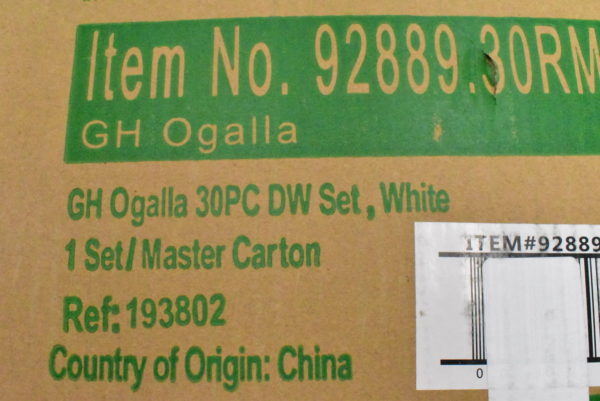 Item No. 92889.30RM
GH Ogalla
GH Ogalla 30PC DW Set, White
1 Set/Master Carton
Ref: 193802
Country of Origin: China
ITEM#92889
0